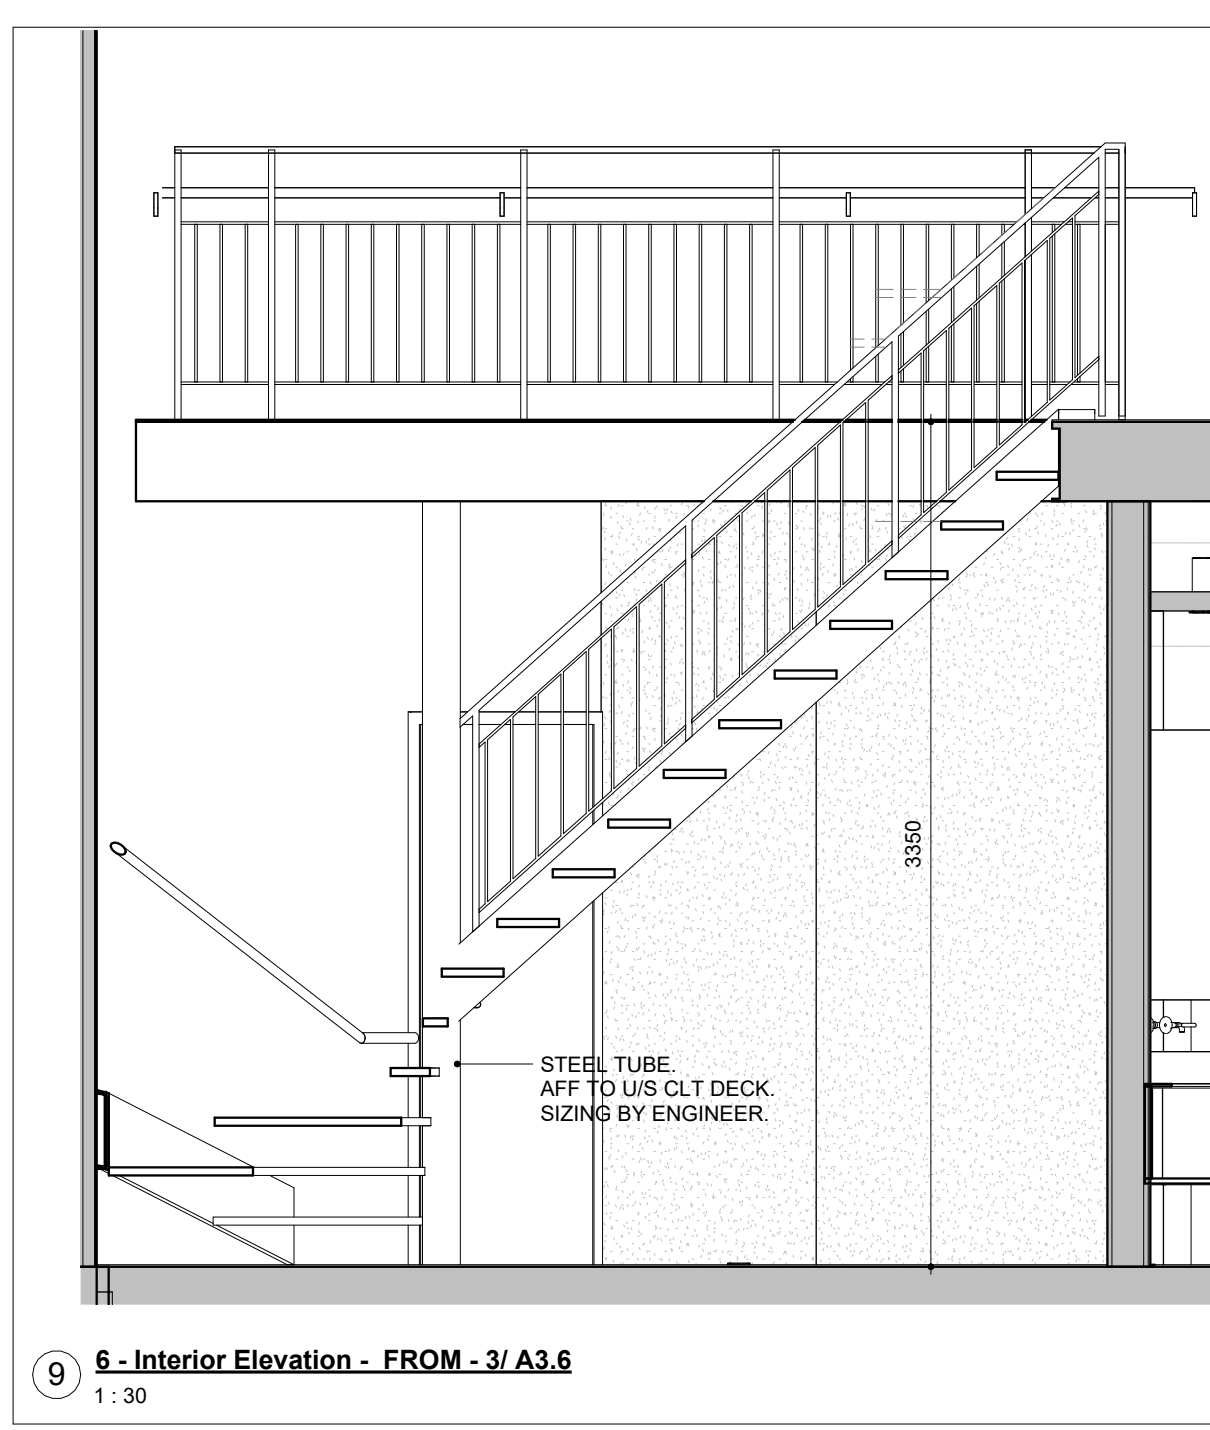 3350
STEEL TUBE.
AFF TO U/S CLT DECK.
SIZING BY ENGINEER.
9
6 - Interior Elevation - FROM - 3/ A3.6
1 : 30